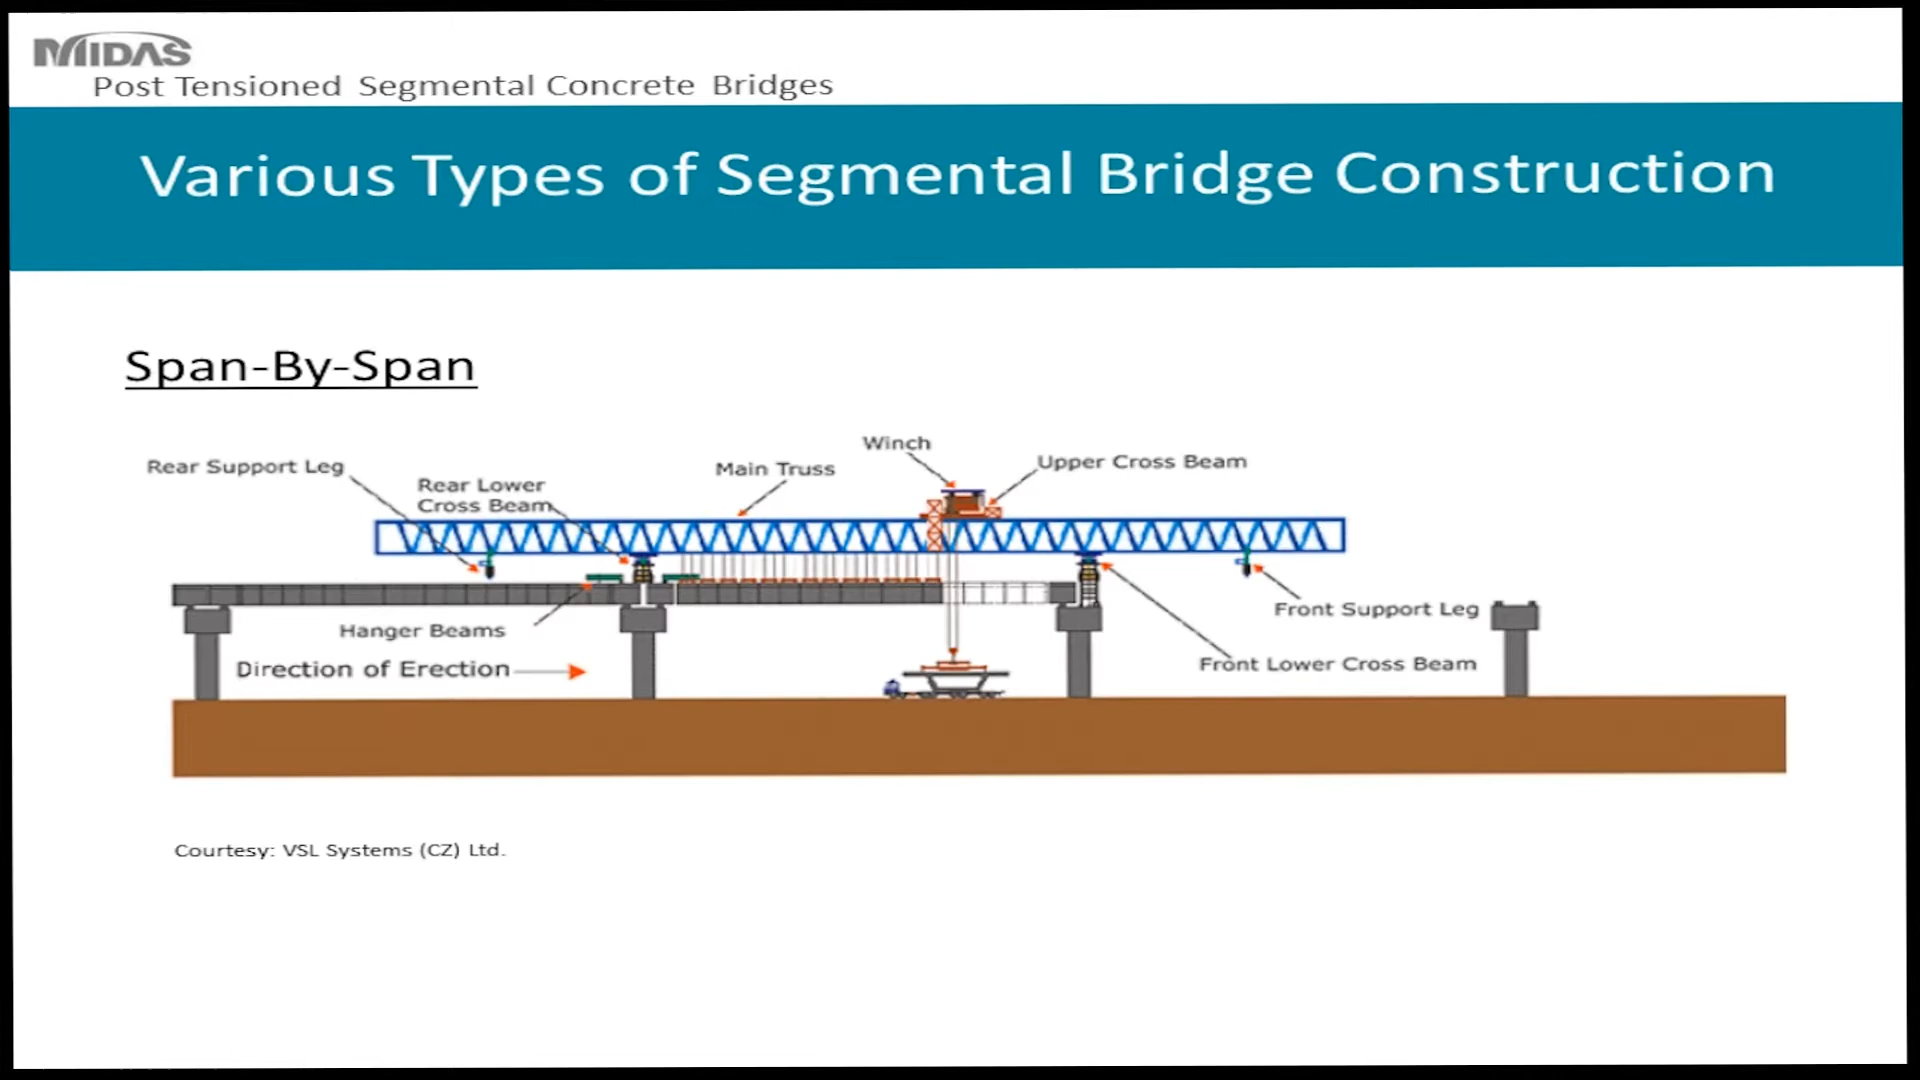 MIDAS
Post Tensioned Segmental Concrete Bridges
Various Types of Segmental Bridge Construction
Span-By-Span
Winch
Rear Support Leg
Main Truss
Upper Cross Beam
Rear Lower
Cross Beam
Hanger Beams
Front Support Leg
Direction of Erection
Front Lower Cross Beam
Courtesy: VSL Systems (CZ) Ltd.